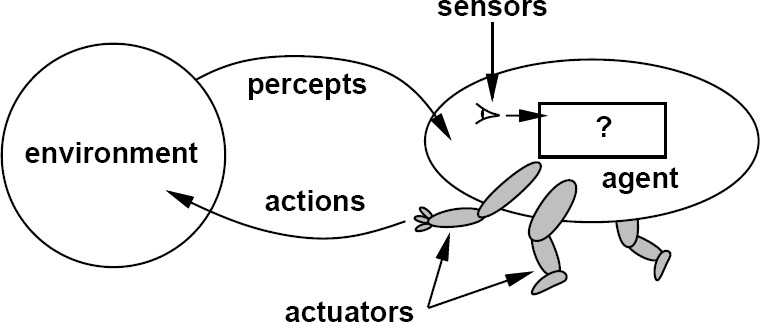 sensors
percepts
?
environment
agent
actions
actuators